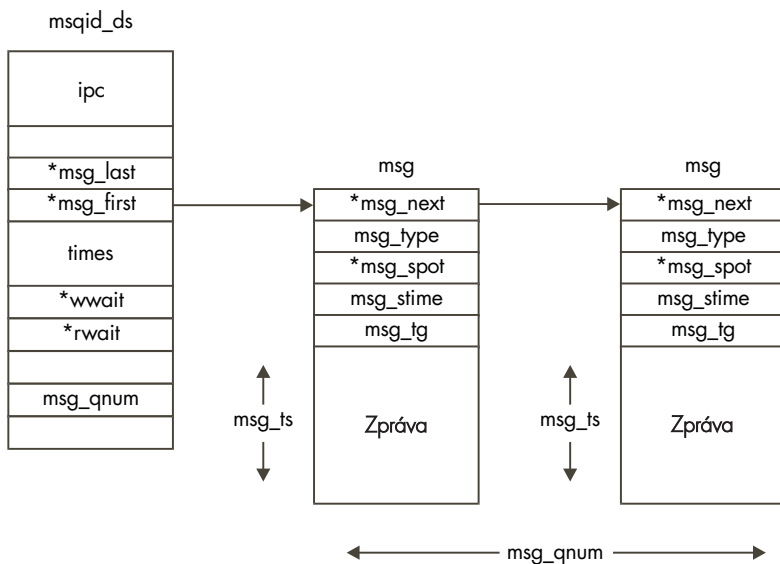 msqid_ds
ipc
*msg_last
*msg_first
times
*wwait
*rwait
msg_qnum
msg
*msg_next
msg_type
*msg_spot
msg_stime
msg_tg
msg_ts
Zpráva
msg
*msg_next
msg_type
*msg_spot
msg_stime
msg_tg
msg_ts
Zpráva
msg_qnum